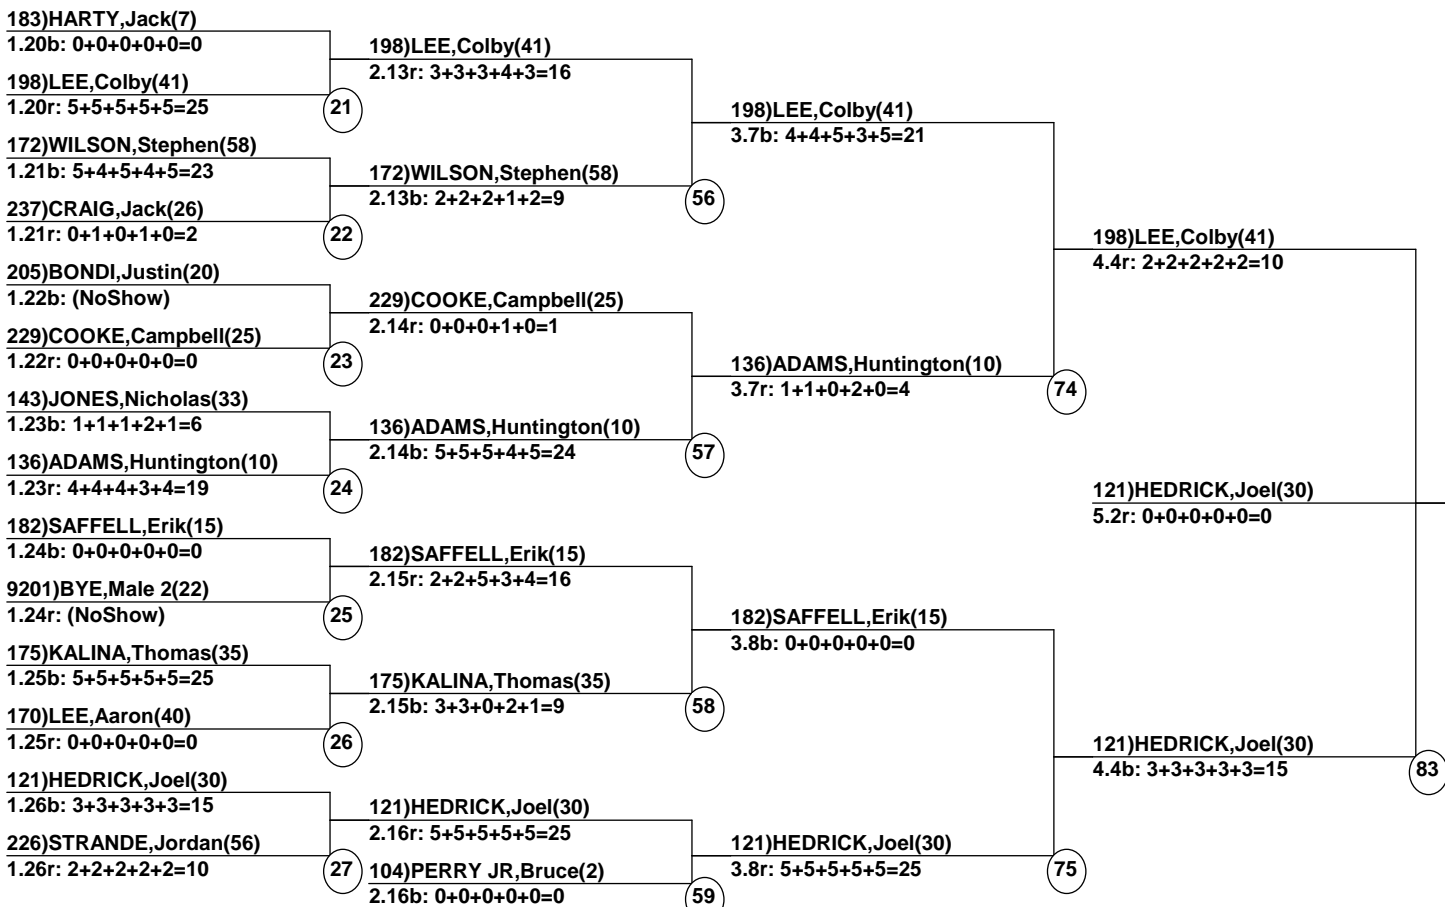 183)HARTY,Jack(7)
1.20b: 0+0+0+0+0=0
198)LEE,Colby(41)
1.20r: 5+5+5+5+5=25
21
172)WILSON,Stephen(58)
1.21b: 5+4+5+4+5=23
237)CRAIG,Jack(26)
1.21r: 0+1+0+1+0=2
22
205)BONDI,Justin(20)
1.22b: (NoShow)
229)COOKE,Campbell(25)
1.22r: 0+0+0+0+0=0
23
143)JONES,Nicholas(33)
1.23b: 1+1+1+2+1=6
136)ADAMS,Huntington(10)
1.23r: 4+4+4+3+4=19
24
182)SAFFELL,Erik(15)
1.24b: 0+0+0+0+0=0
9201)BYE,Male 2(22)
1.24r: (NoShow)
25
175)KALINA,Thomas(35)
1.25b: 5+5+5+5+5=25
170)LEE,Aaron(40)
1.25r: 0+0+0+0+0=0
26
121)HEDRICK,Joel(30)
1.26b: 3+3+3+3+3=15
226)STRANDE,Jordan(56)
1.26r: 2+2+2+2+2=10
27
198)LEE,Colby(41)
2.13r: 3+3+3+4+3=16
172)WILSON,Stephen(58)
2.13b: 2+2+2+1+2=9
56
229)COOKE,Campbell(25)
2.14r: 0+0+0+1+0=1
136)ADAMS,Huntington(10)
2.14b: 5+5+5+4+5=24
57
182)SAFFELL,Erik(15)
2.15r: 2+2+5+3+4=16
175)KALINA,Thomas(35)
2.15b: 3+3+0+2+1=9
58
121)HEDRICK,Joel(30)
2.16r: 5+5+5+5+5=25
104)PERRY JR,Bruce(2)
2.16b: 0+0+0+0+0=0
59
198)LEE,Colby(41)
3.7b: 4+4+5+3+5=21
136)ADAMS,Huntington(10)
3.7r: 1+1+0+2+0=4
74
182)SAFFELL,Erik(15)
3.8b: 0+0+0+0+0=0
121)HEDRICK,Joel(30)
3.8r: 5+5+5+5+5=25
75
198)LEE,Colby(41)
4.4r: 2+2+2+2+2=10
121)HEDRICK,Joel(30)
4.4b: 3+3+3+3+3=15
83
121)HEDRICK,Joel(30)
5.2r: 0+0+0+0+0=0